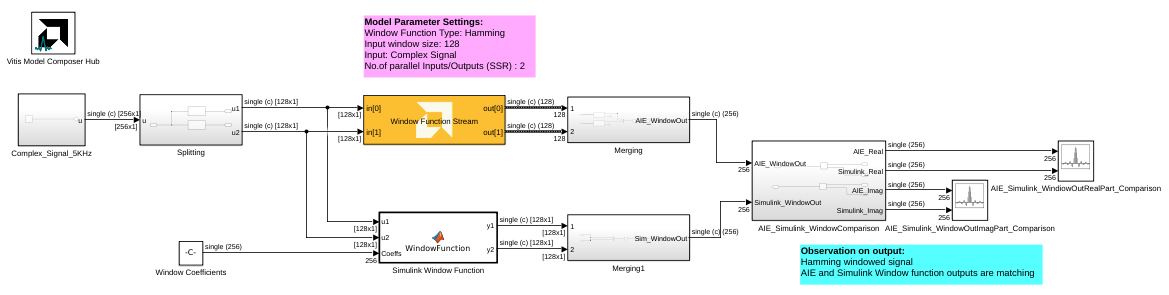 Model Parameter Settings:
Window Function Type: Hamming
Input window size: 128
Input: Complex Signal
No.of parallel Inputs/Outputs (SSR) : 2
Vitis Model Composer Hub
u
Complex_Signal_5KHz
single (c) [256x1]
[256x1]
u
u1
u2
Splitting
single (c) [128x1]
[128x1]
single (c) [128x1]
[128x1]
in[0]
in[1]
Window Function Stream
out[0]
out[1]
single (c) (128)
128
single (c) (128)
128
1
2
AIE_WindowOut
Merging
single (c) (256)
256
u1
u2
Coeffs
WindowFunction
y1
y2
Simulink Window Function
[128x1]
[128x1]
256
-C-
Window Coefficients
single (256)
single (c) [128x1]
[128x1]
single (c) [128x1]
[128x1]
1
2
Sim_WindowOut
Merging1
single (c) (256)
256
AIE_WindowOut
Simulink_WindowOut
AIE_Real
Simulink_Real
AIE_Imag
Simulink_Imag
AIE_Simulink_WindowComparison
single (256)
256
single (256)
256
single (256)
256
single (256)
256
AIE_Simulink_WindiowOutRealPart_Comparison
AIE_Simulink_WindowOutImagPart_Comparison
Observation on output:
Hamming windowed signal
AIE and Simulink Window function outputs are matching